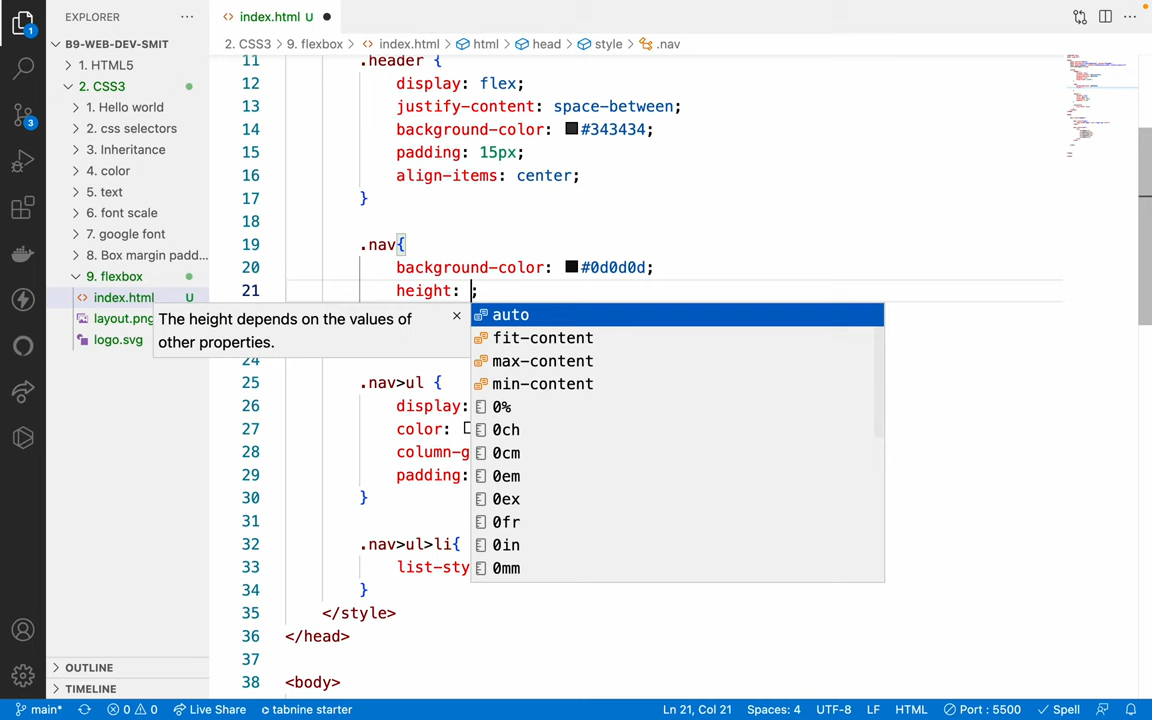 EXPLORER
index.html U
B9-WEB-DEV-SMIT
1. HTML5
2. CSS3
1. Hello world
2. css selectors
3. Inheritance
4. color
5. text
6. font scale
7. google font
8. Box margin padd...
9. flexbox
index.html U
layout.png
logo.svg
OUTLINE
TIMELINE
2. CSS3 > 9. flexbox > index.html > html > head > style > .nav
11 .header {
12 display: flex;
13 justify-content: space-between;
14 background-color: #343434;
15 padding: 15px;
16 align-items: center;
17 }
18
19 .nav{
20 background-color: #0d0d0d;
21 height: ;
The height depends on the values of
other properties.
auto
fit-content
max-content
min-content
0%
0ch
0cm
0em
0ex
0fr
0in
0mm
24
25 .nav>ul {
26 display:
27 color:
28 column-g
29 padding:
30 }
31
32 .nav>ul>li{
33 list-sty
34 }
35 </style>
36 </head>
37
38 <body>
1
3
main* 0 0 Live Share tabnine starter Ln 21, Col 21 Spaces: 4 UTF-8 LF HTML Port : 5500 Spell